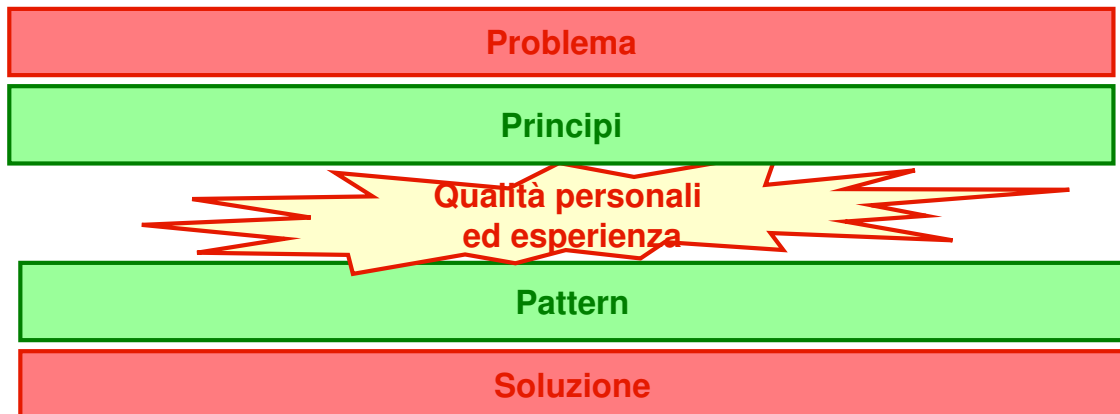 Problema
Principi
Qualità personali
ed esperienza
Pattern
Soluzione